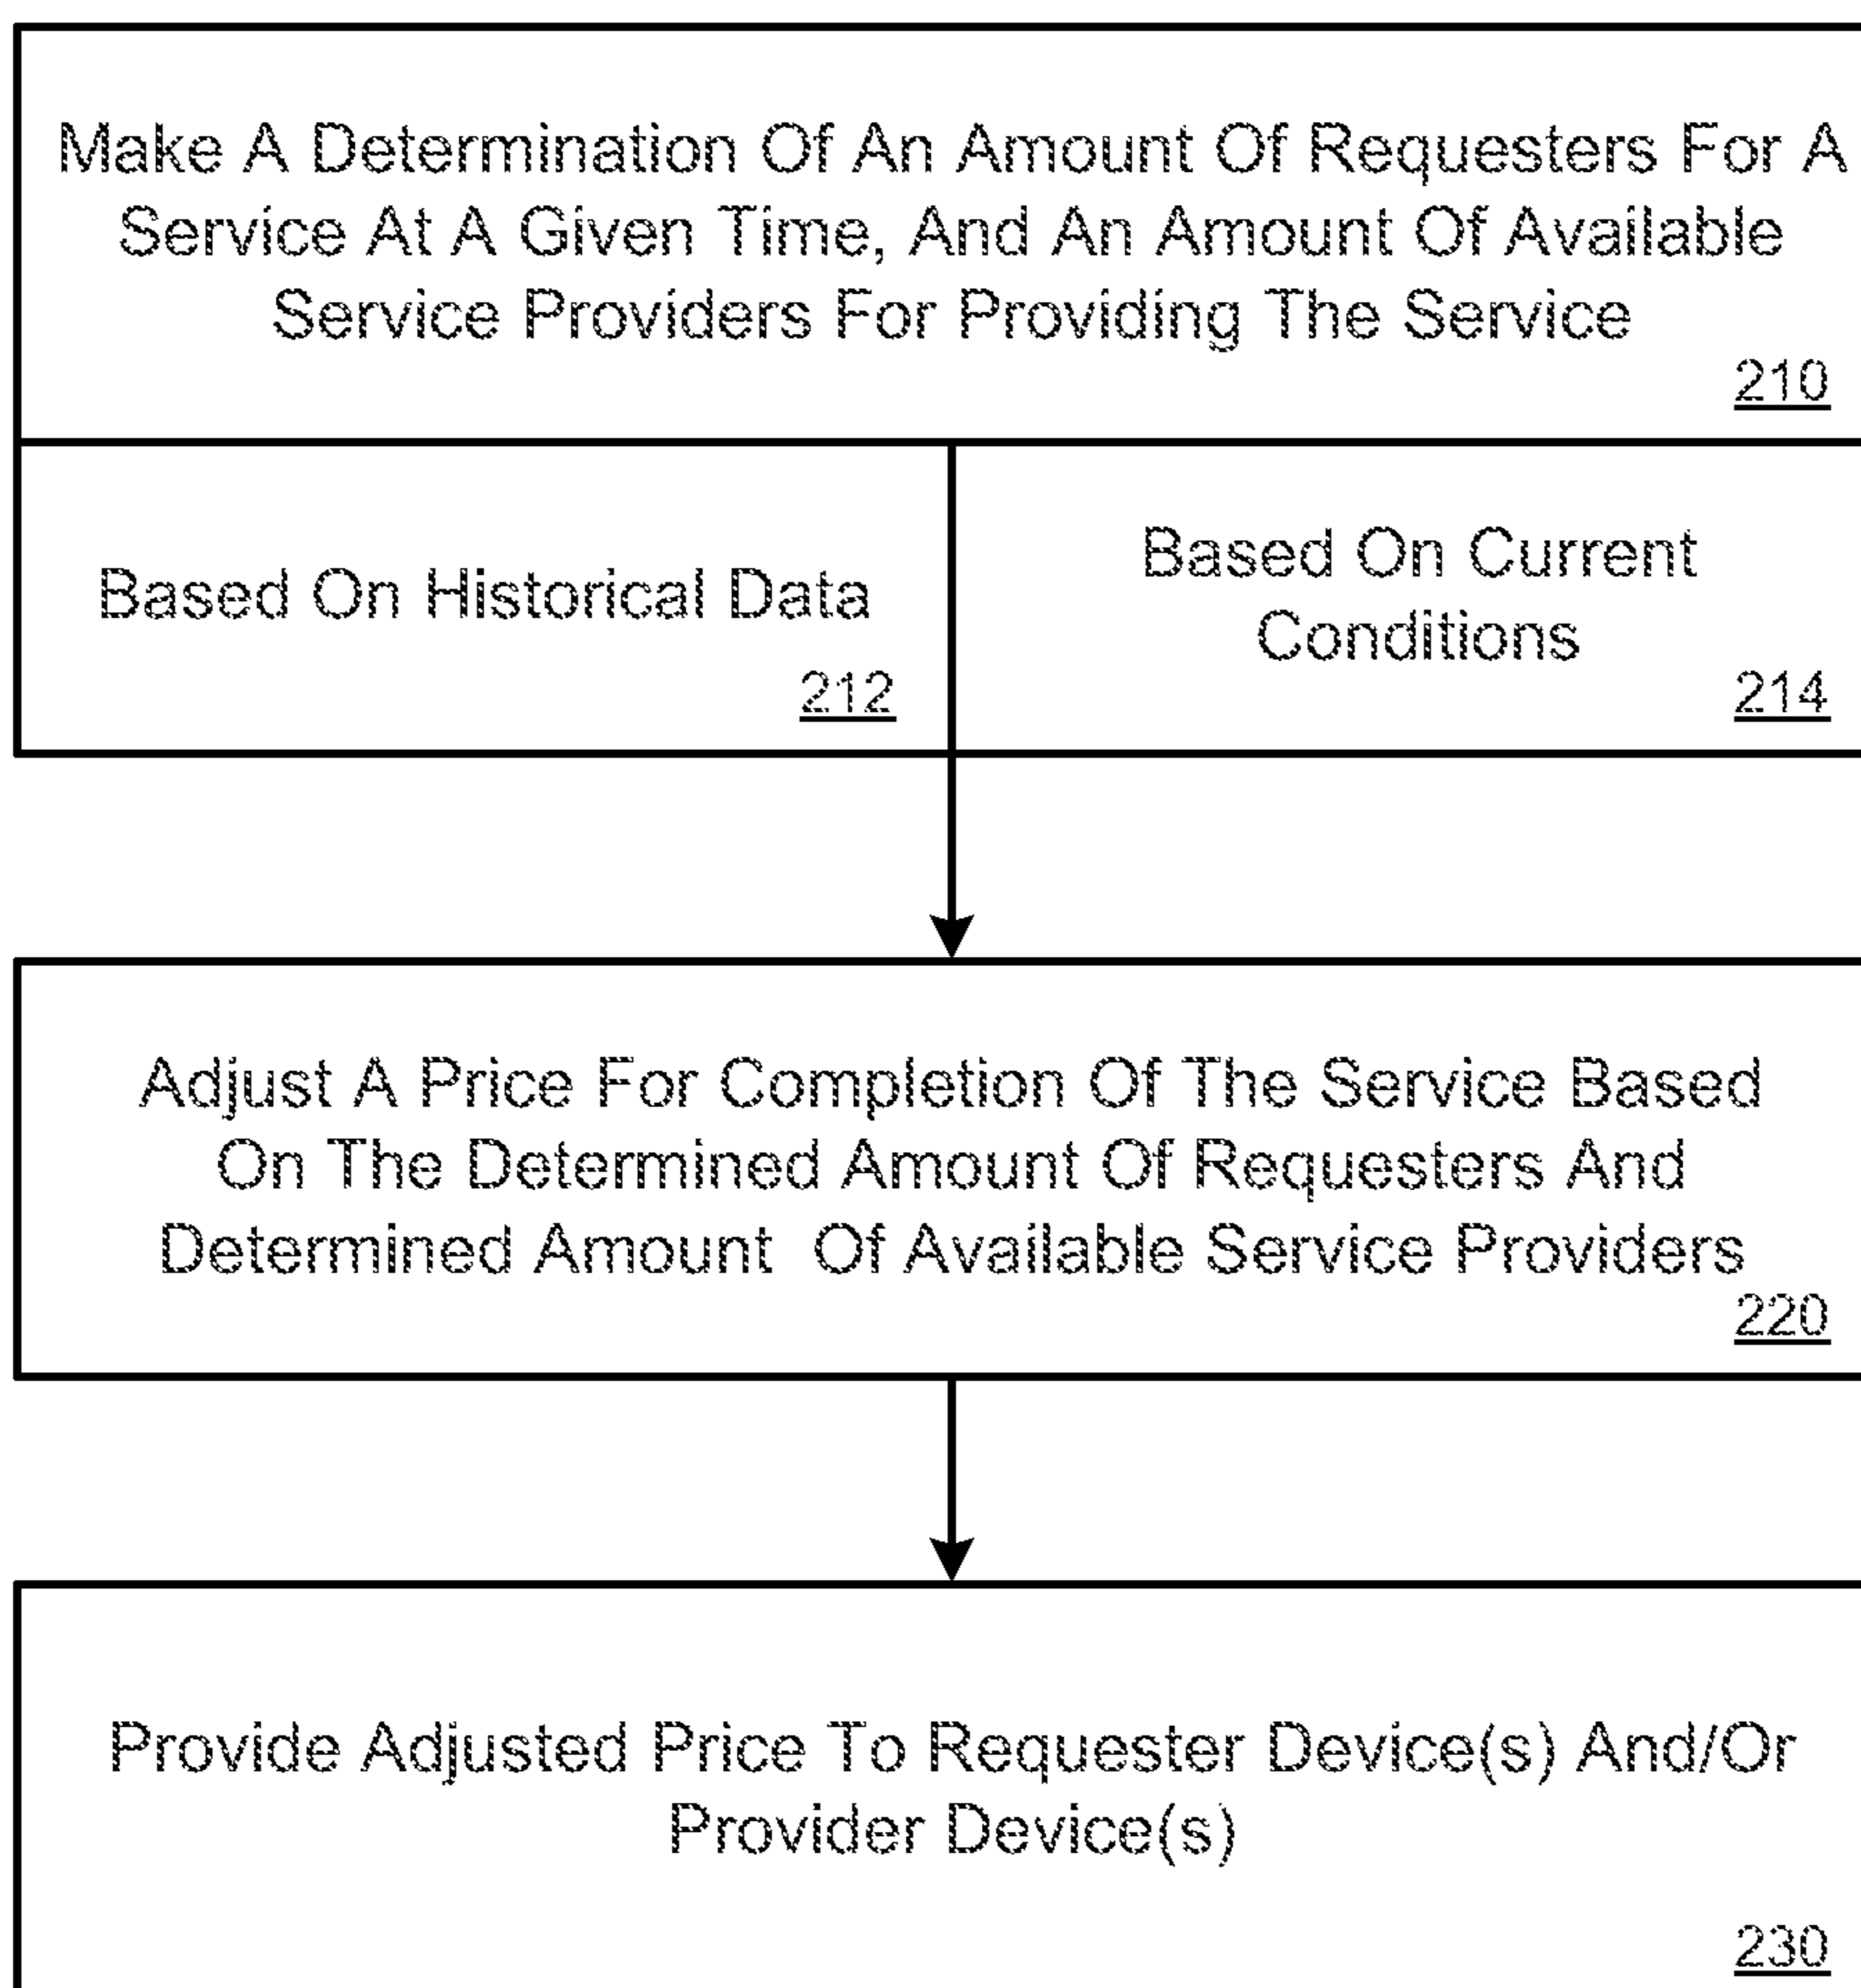 Make A Determination Of An Amount Of Requesters For A
Service At A Given Time, And An Amount Of Available
Service Providers For Providing The Service
210
Based On Historical Data
212
Based On Current
Conditions
214
Adjust A Price For Completion Of The Service Based
On The Determined Amount Of Requesters And
Determined Amount Of Available Service Providers
220
Provide Adjusted Price To Requester Device(s) And/Or
Provider Device(s)
230